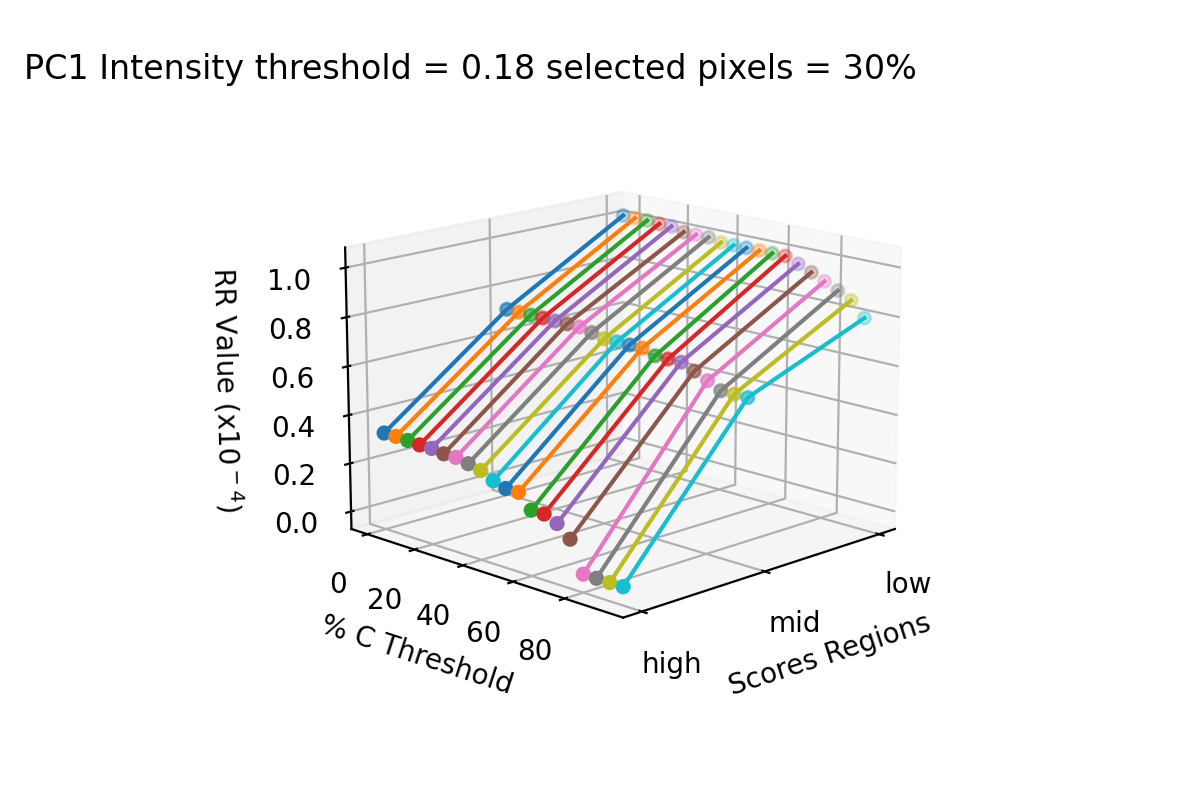 PC1 Intensity threshold = 0.18 selected pixels = 30%
RR Value (x10⁻⁴)
1.0
0.8
0.6
0.4
0.2
0.0
0
20
40
60
80
% C Threshold
high
mid
low
Scores Regions